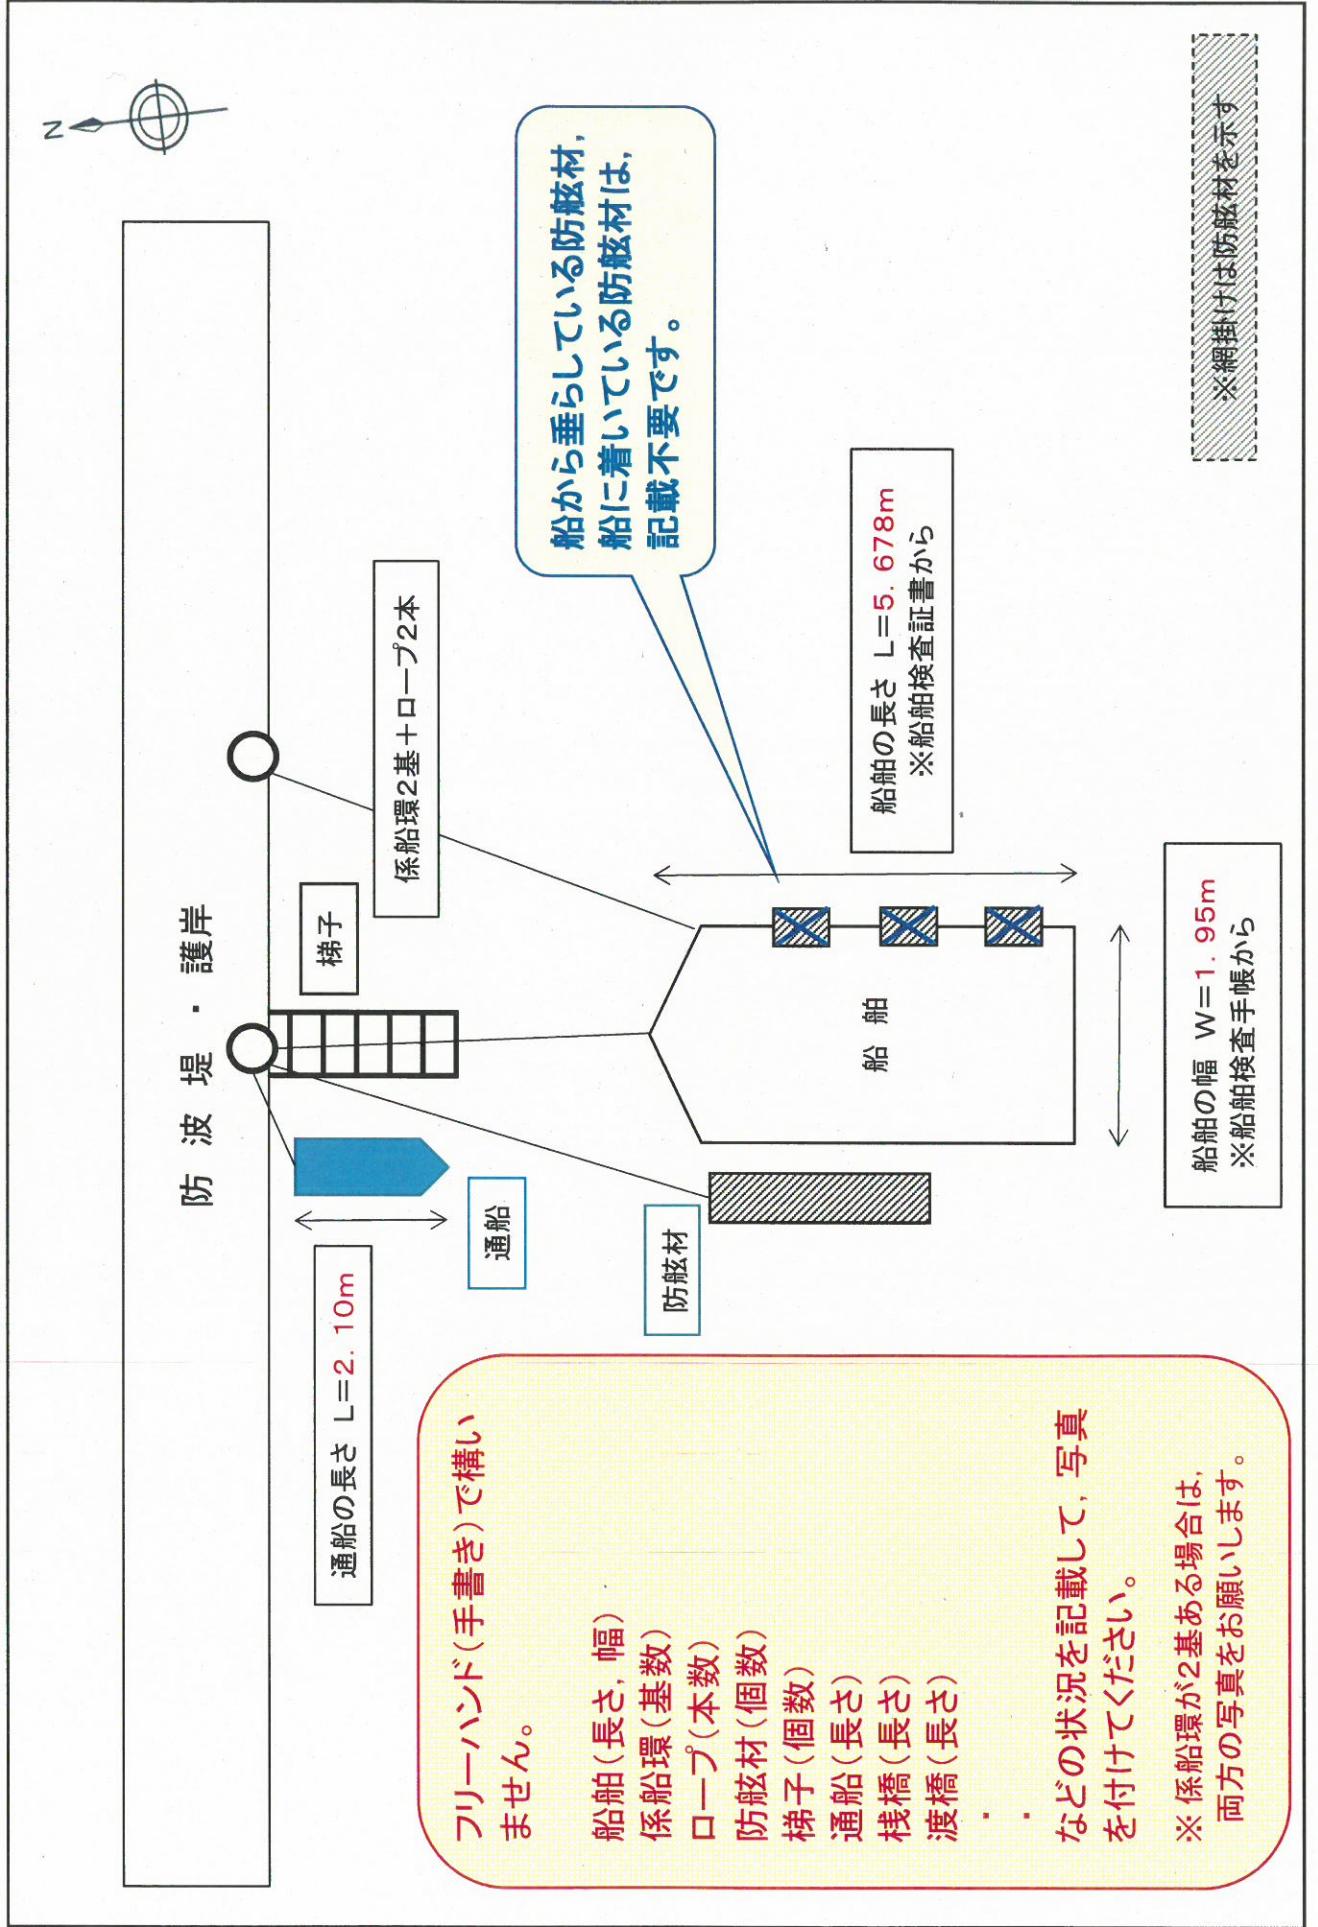 N
防 波 堤 ・ 護岸
梯子
係船環2基＋ロープ2本
通船の長さ L＝2．10m
通船
防舷材
船から垂らしている防舷材，
船に着いている防舷材は，
記載不要です。
船 舶
船舶の長さ L＝5．678m
※船舶検査証書から
船舶の幅 W＝1．95m
※船舶検査手帳から
※網掛けは防舷材を示す
フリーハンド（手書き）で構い
ません。
船舶（長さ，幅）
係船環（基数）
ロープ（本数）
防舷材（個数）
梯子（個数）
通船（長さ）
桟橋（長さ）
渡橋（長さ）
・
・
などの状況を記載して，写真
を付けてください。
※ 係船環が2基ある場合は，
両方の写真をお願いします。